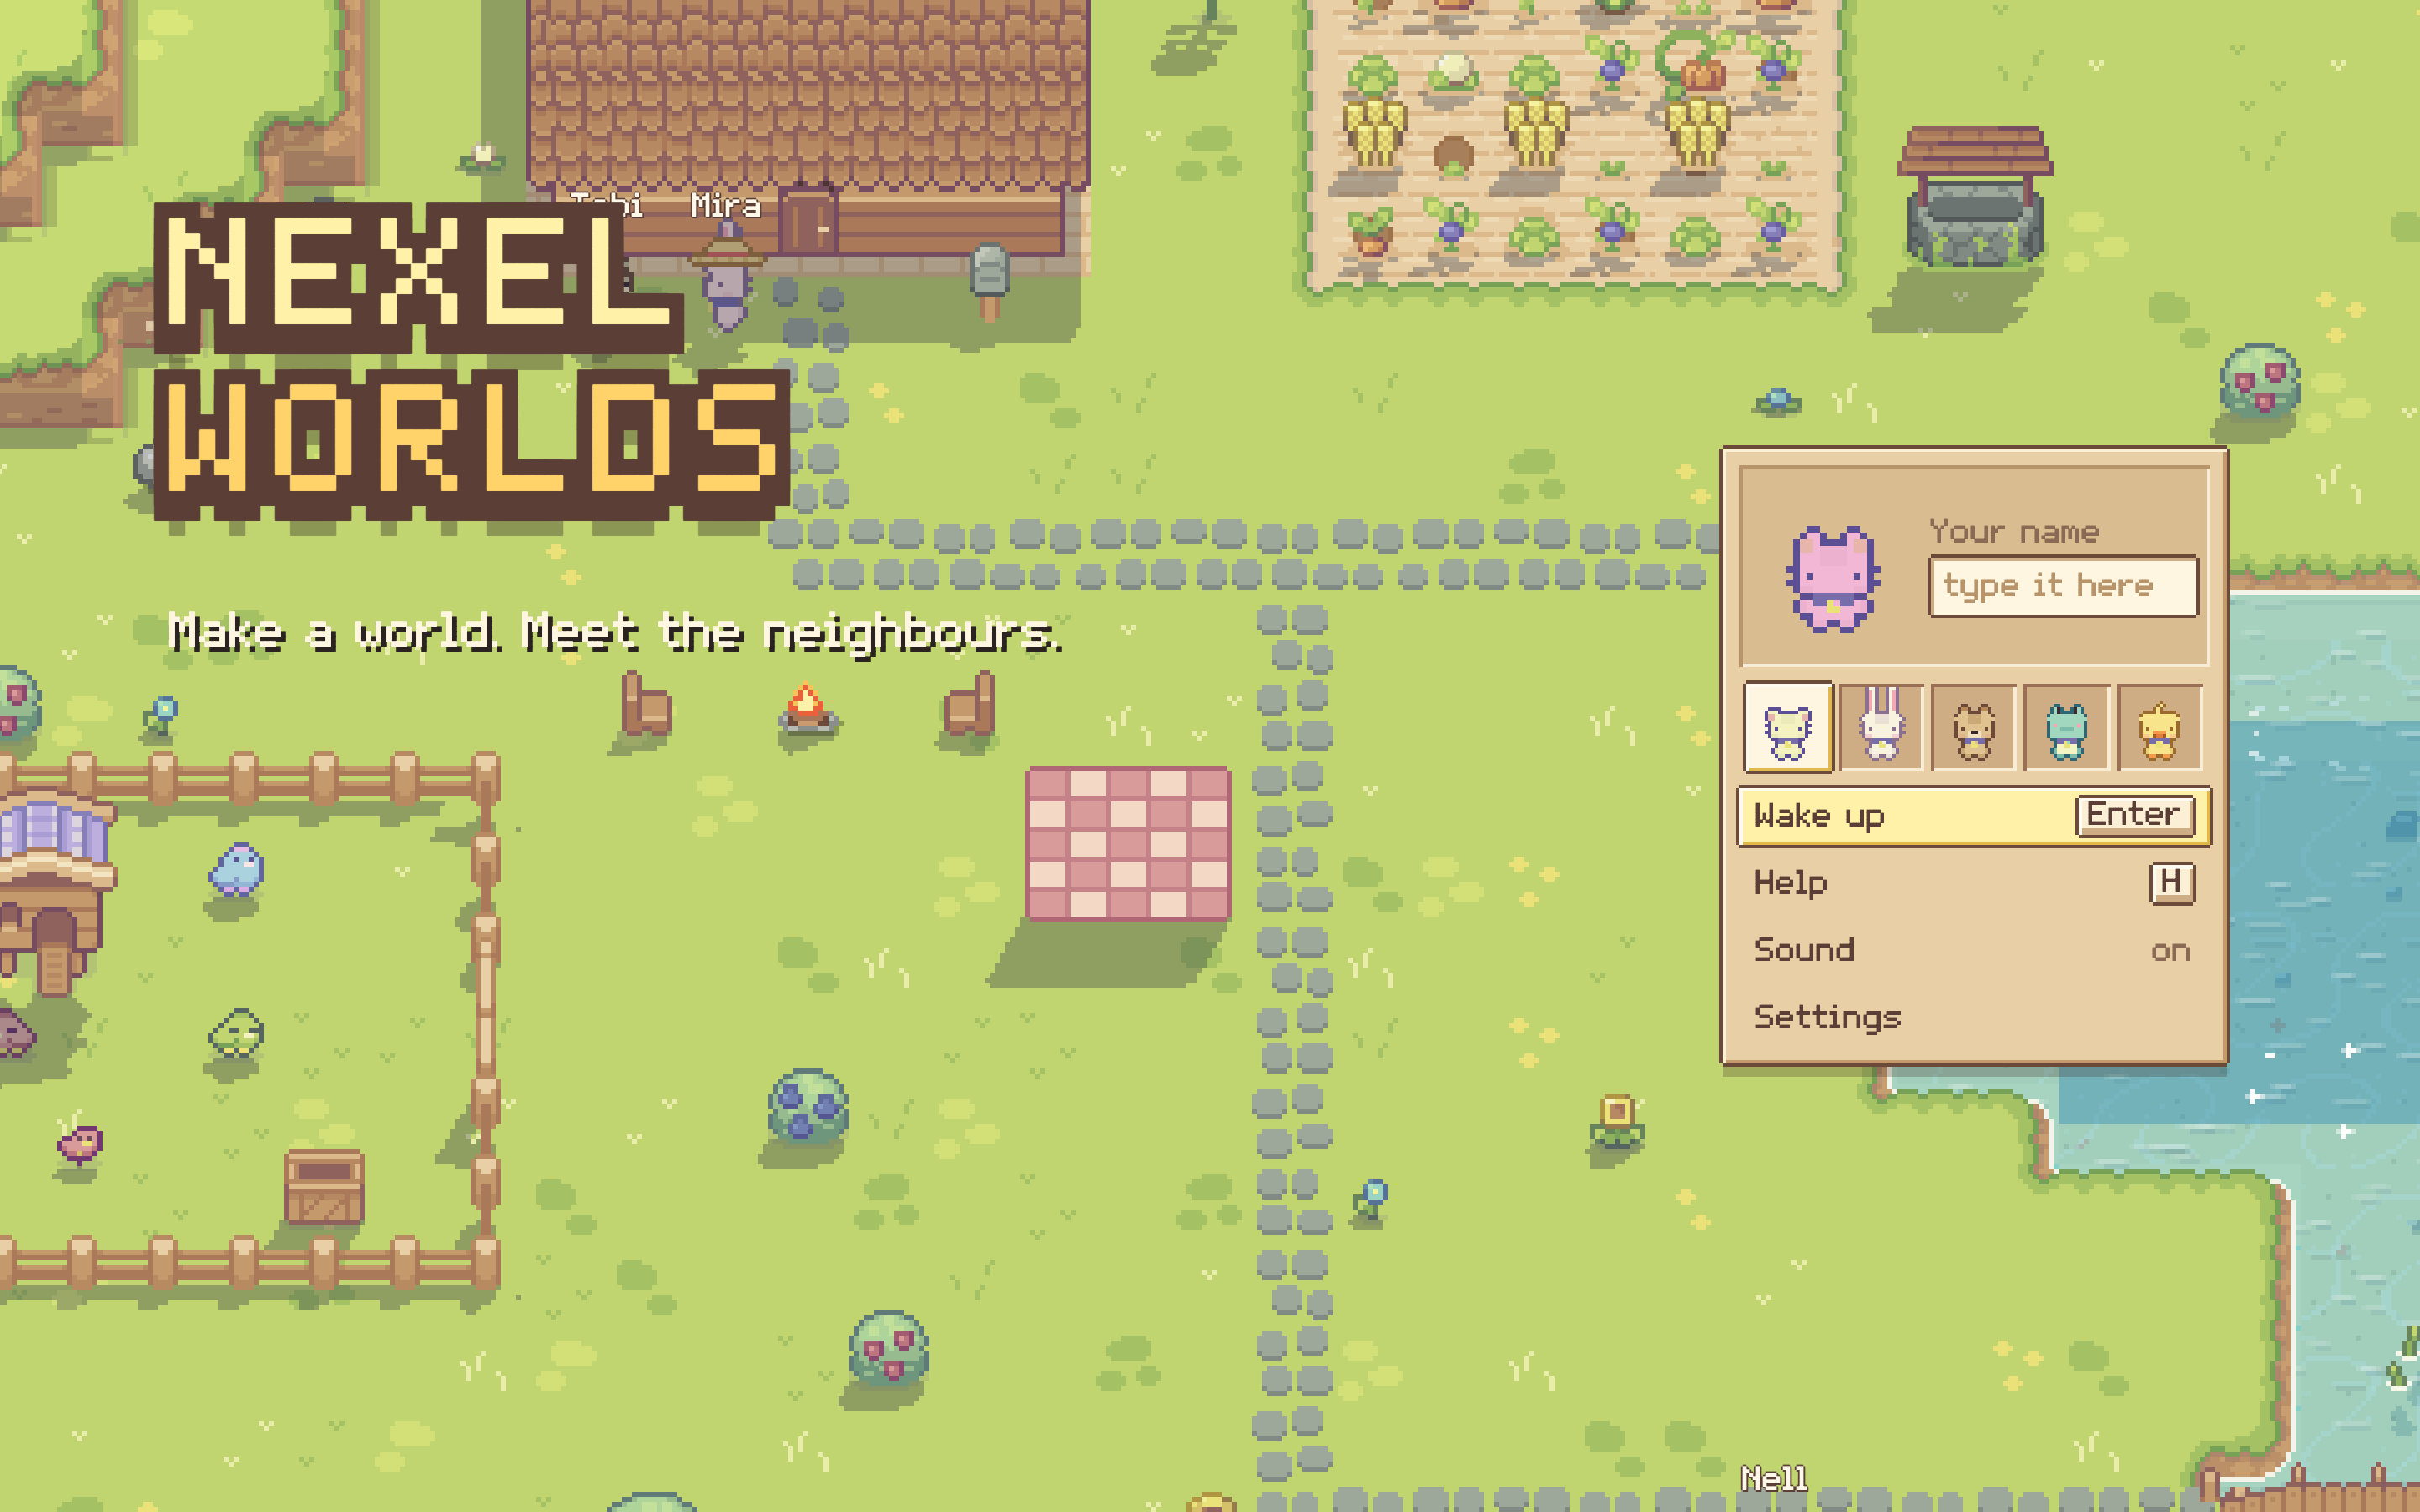 Tobi
Mira
NEXEL
WORLDS
Make a world. Meet the neighbours.
Your name
type it here
Wake up
Enter
Help
H
Sound
on
Settings
Nell